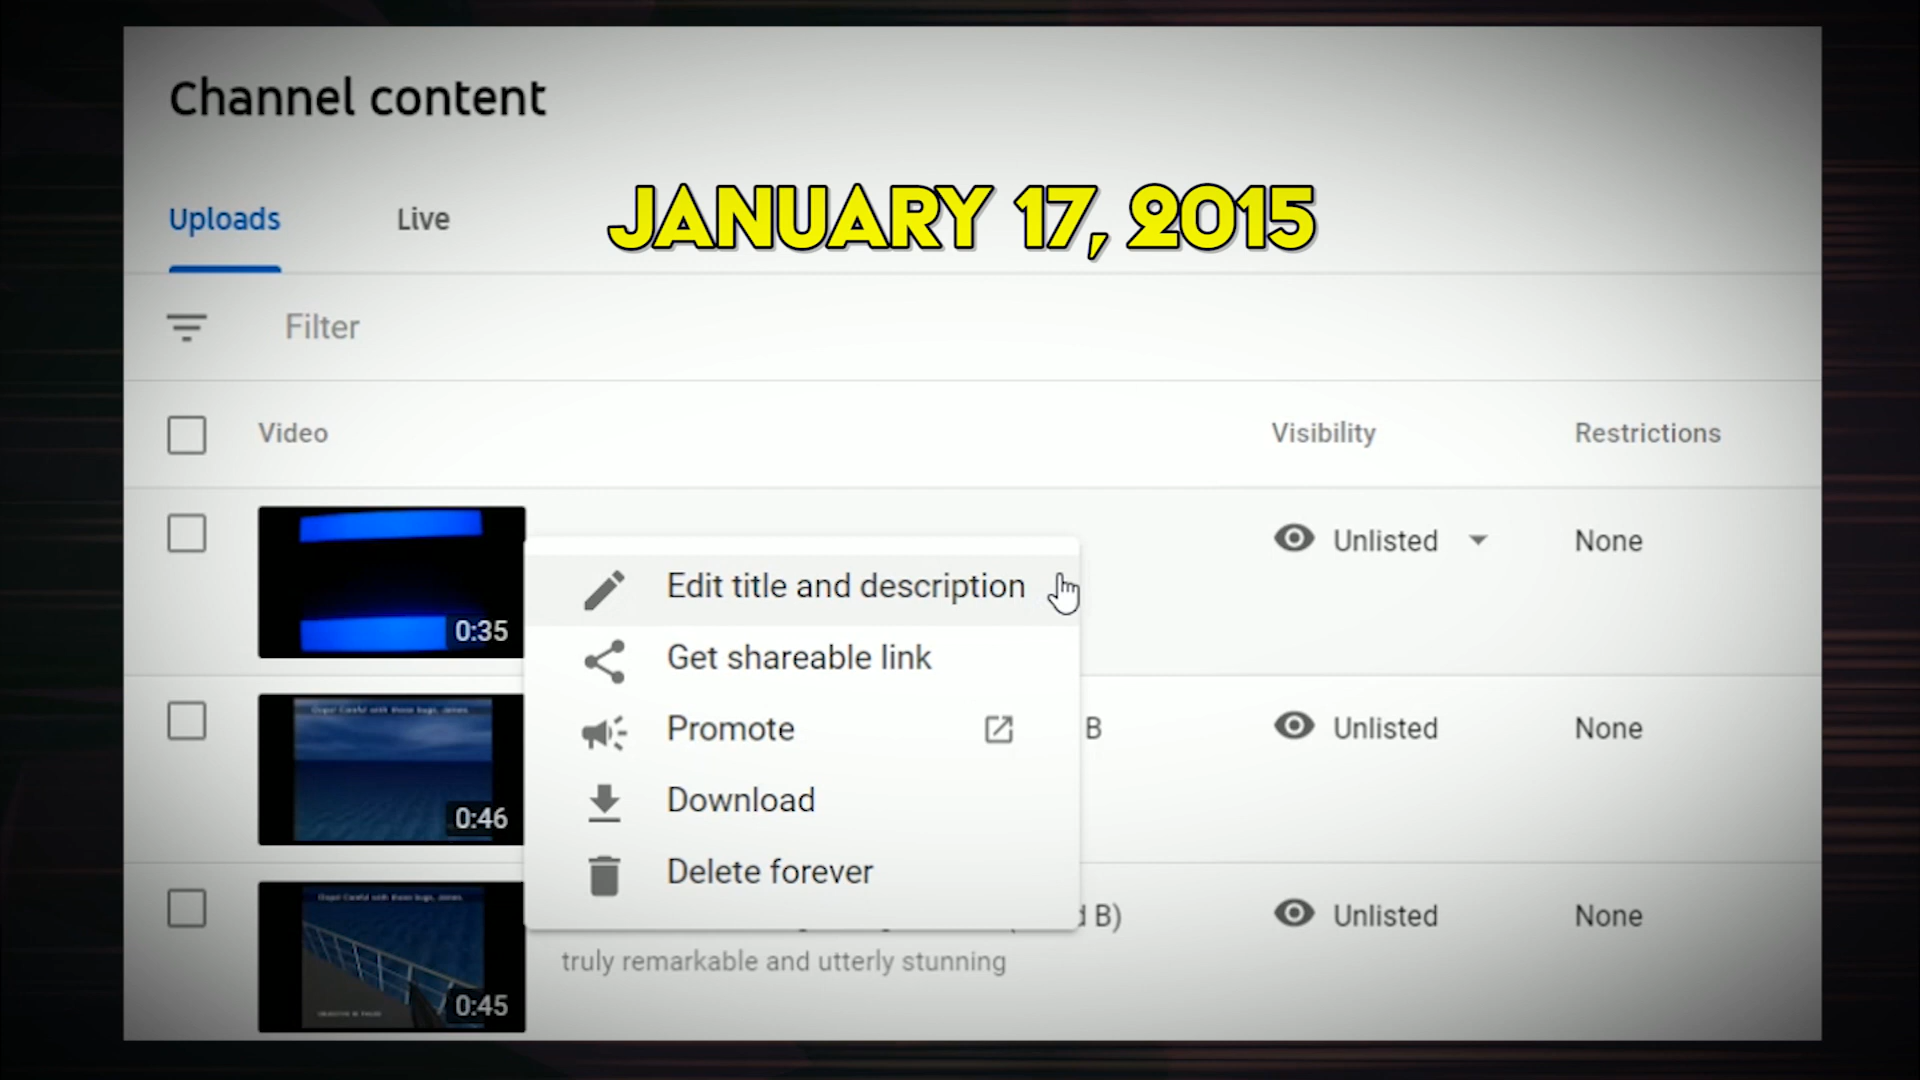 Channel content
JANUARY 17, 2015
Uploads Live
Filter
Video Visibility Restrictions
0:35
Edit title and description
Unlisted None
Get shareable link
Promote
B
Unlisted None
0:46
Download
Delete forever
d B)
Unlisted None
truly remarkable and utterly stunning
0:45